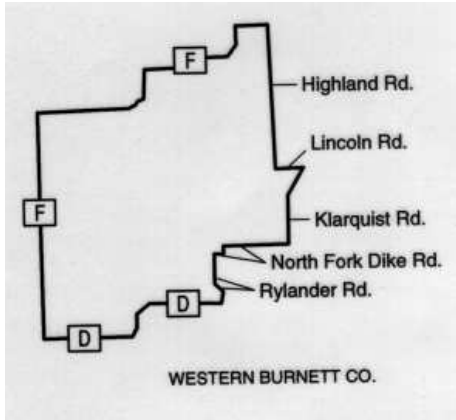 F
Highland Rd.
Lincoln Rd.
F
Klarquist Rd.
North Fork Dike Rd.
D
Rylander Rd.
D
WESTERN BURNETT CO.